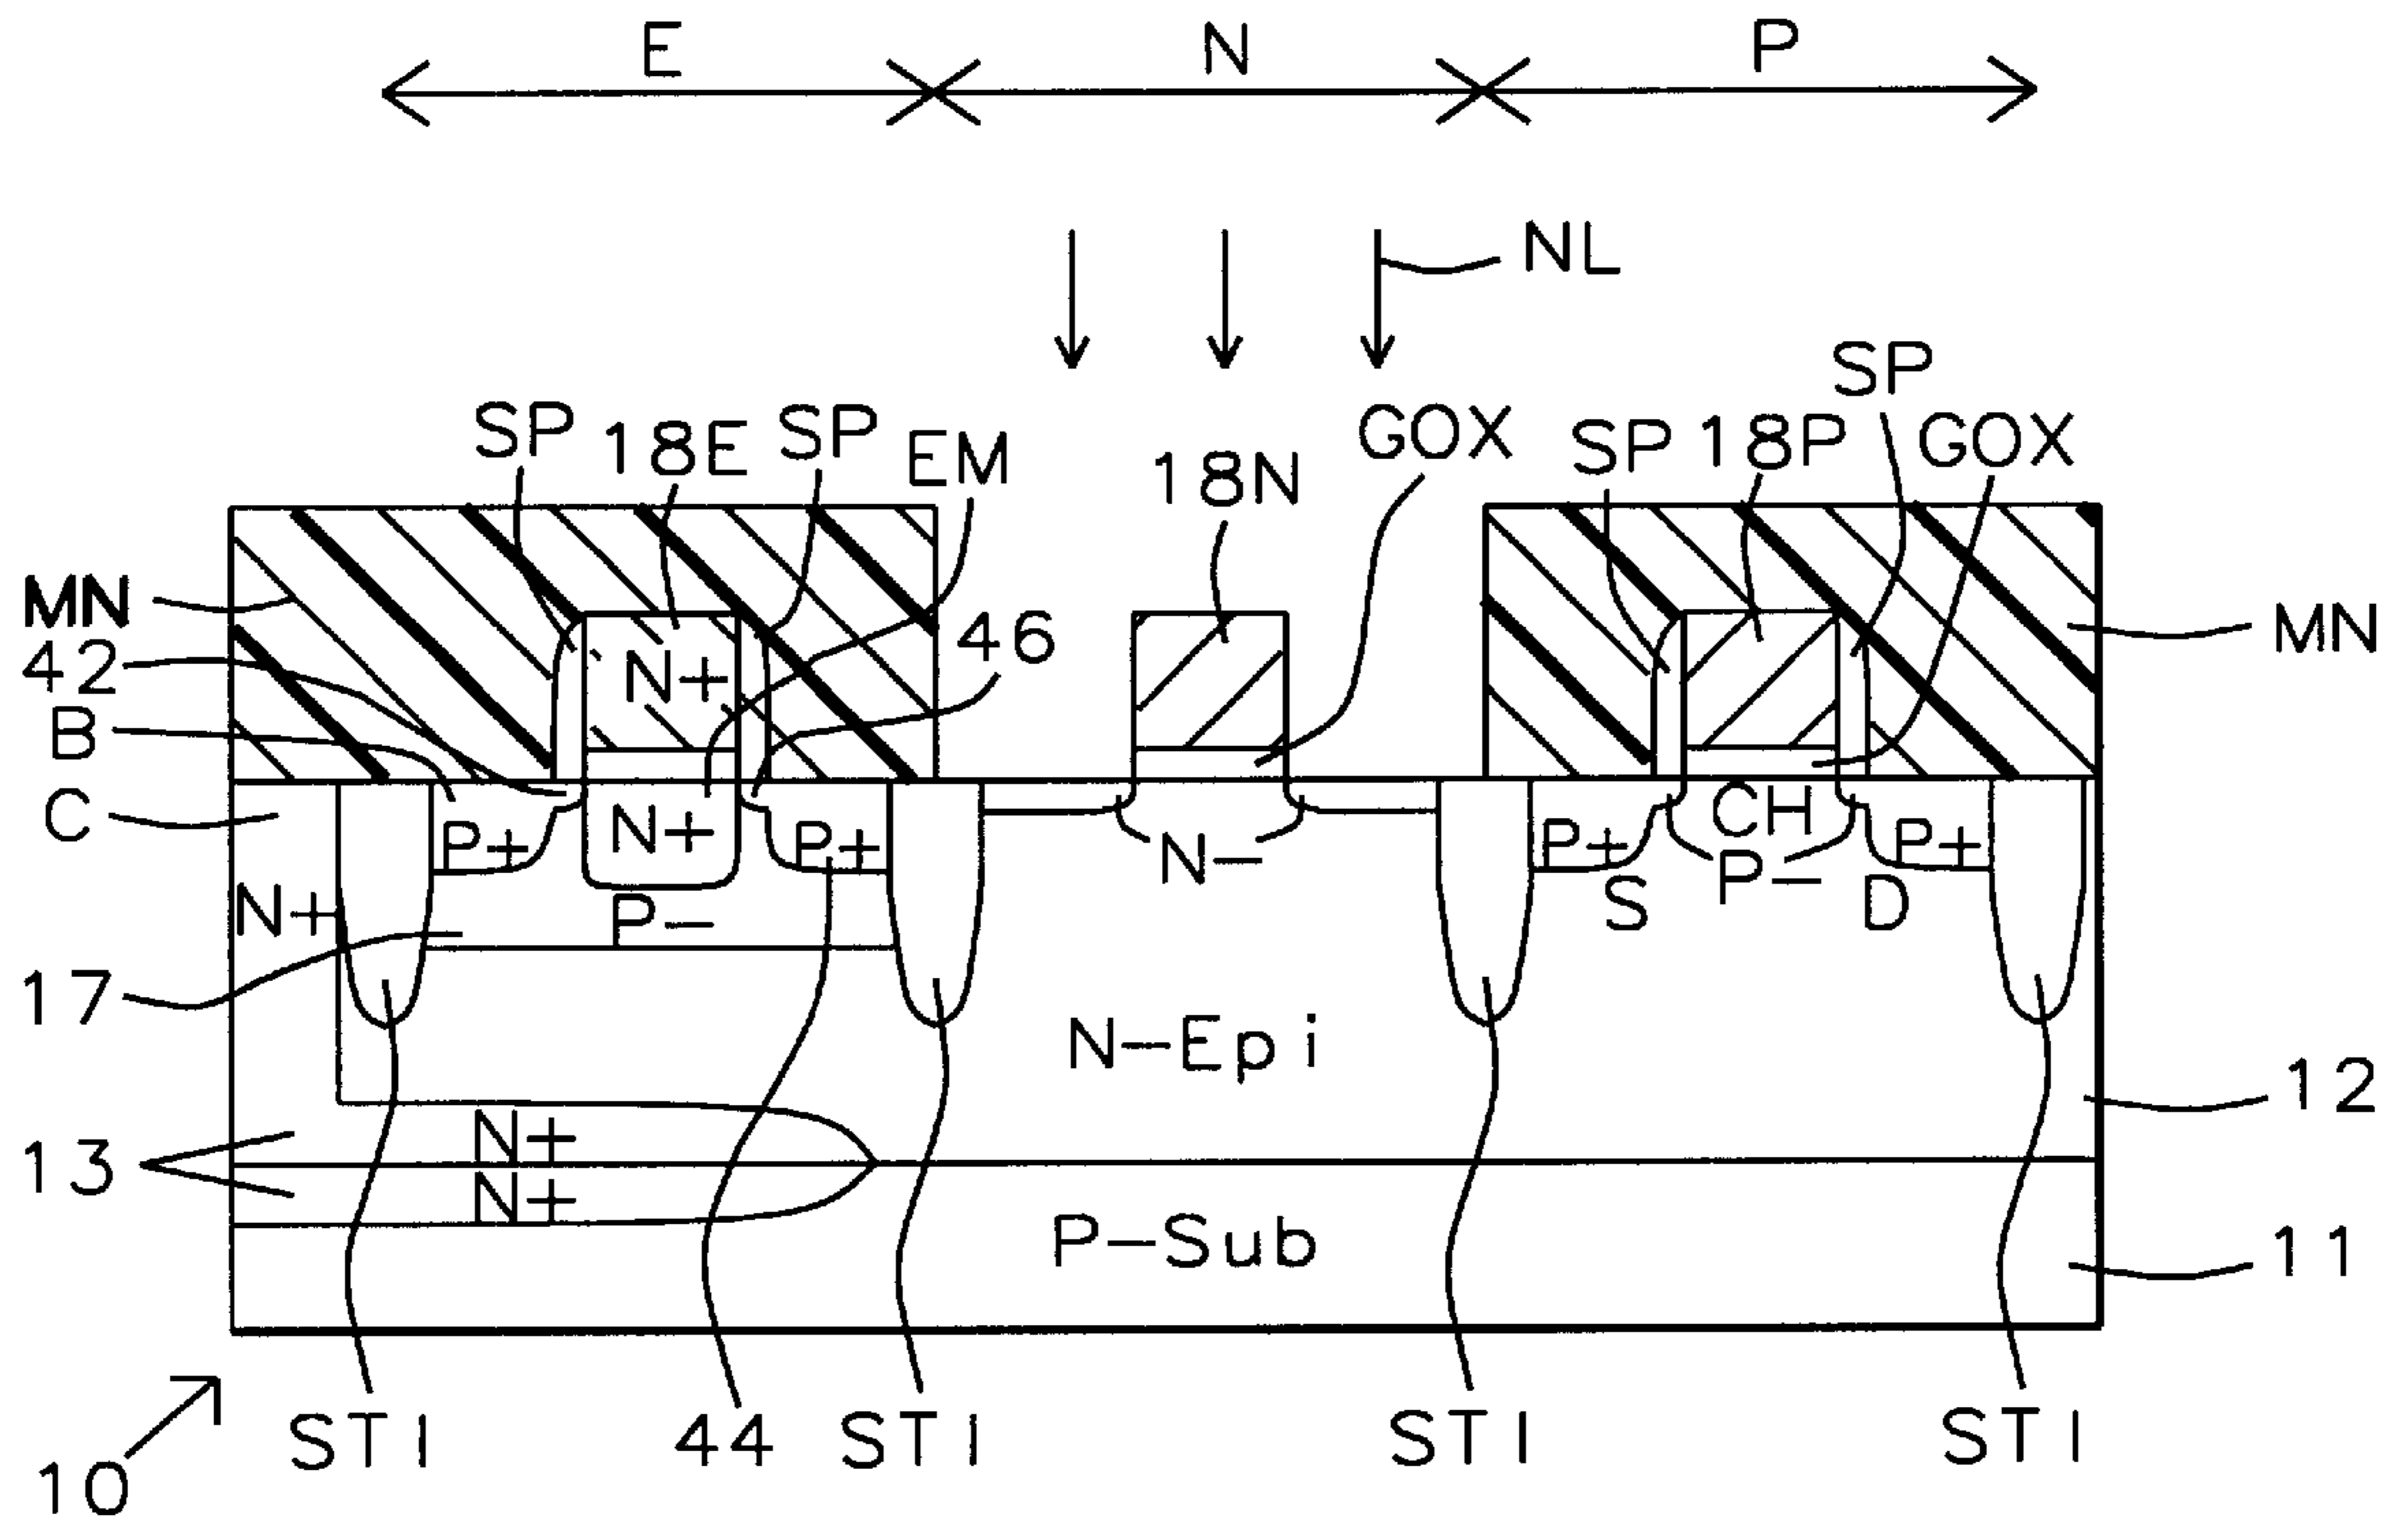 E N P
NL
SP
SP 18E SP EM 18N GOX SP 18P GOX
MN
MN
42 N+ 46
B
C P+ N+ P+ N- P+ CH P+
N+ P- S P- D
17
N-Epi
12
13 N+
N+
P-Sub 11
10 STI 44 STI STI STI